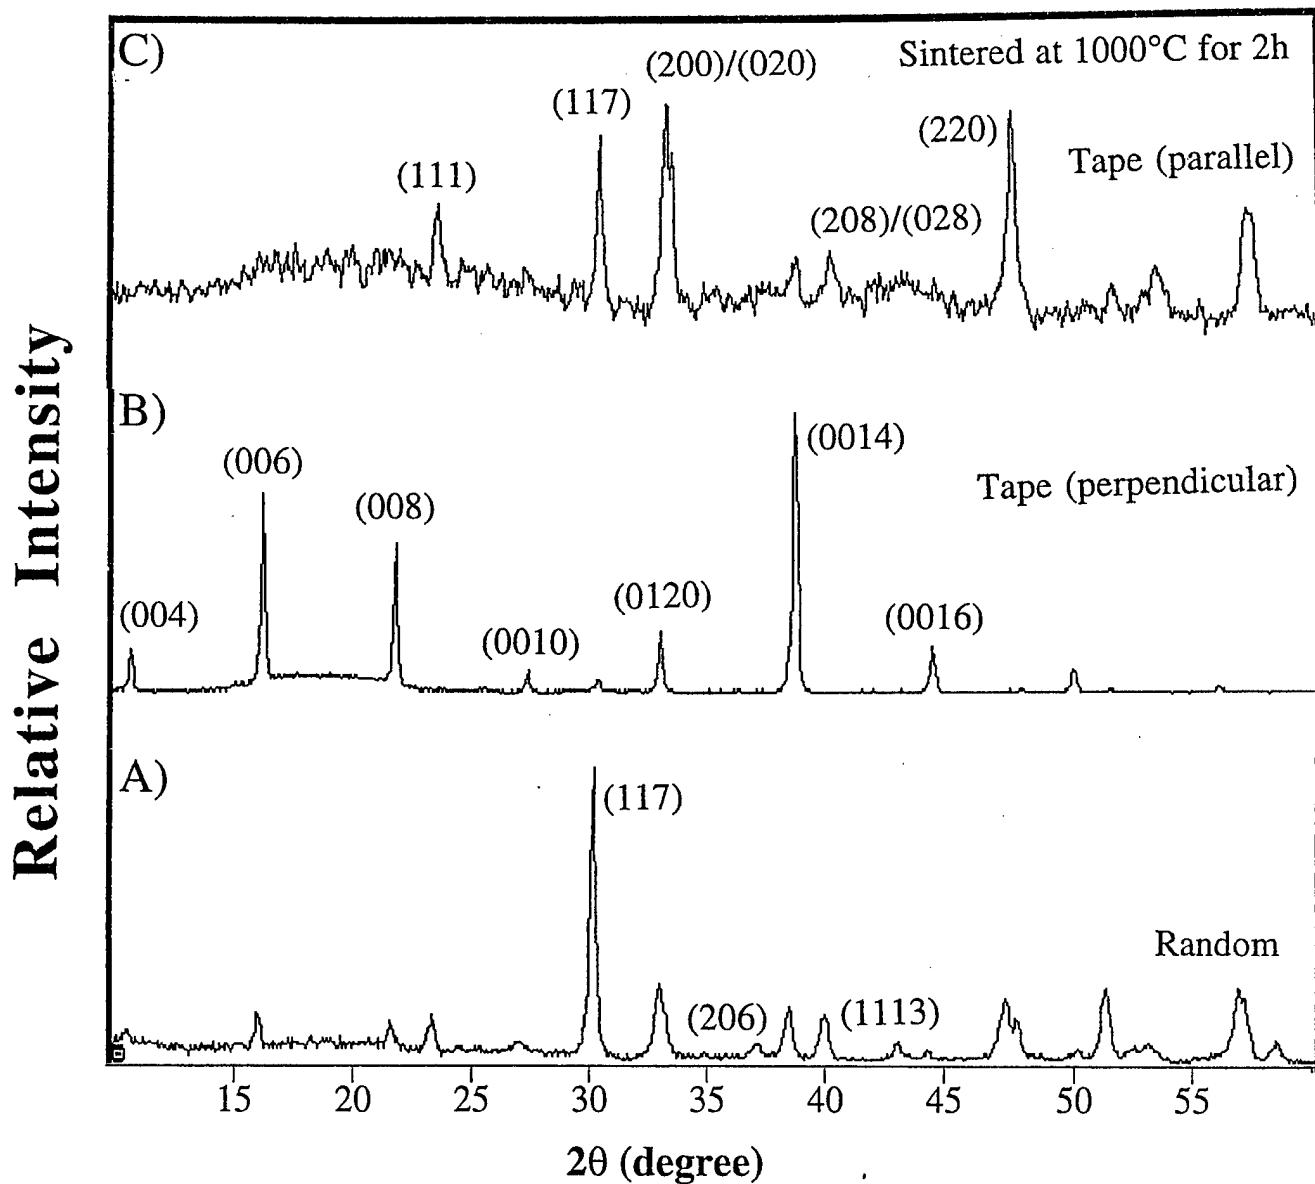 C)
(200)/(020)
Sintered at 1000°C for 2h
(117)
(220)
Tape (parallel)
(111)
(208)/(028)
Relative Intensity
B)
(0014)
(006)
Tape (perpendicular)
(008)
(004)
(0120)
(0016)
(0010)
A)
(117)
Random
(206)
(1113)
15 20 25 30 35 40 45 50 55
2θ (degree)